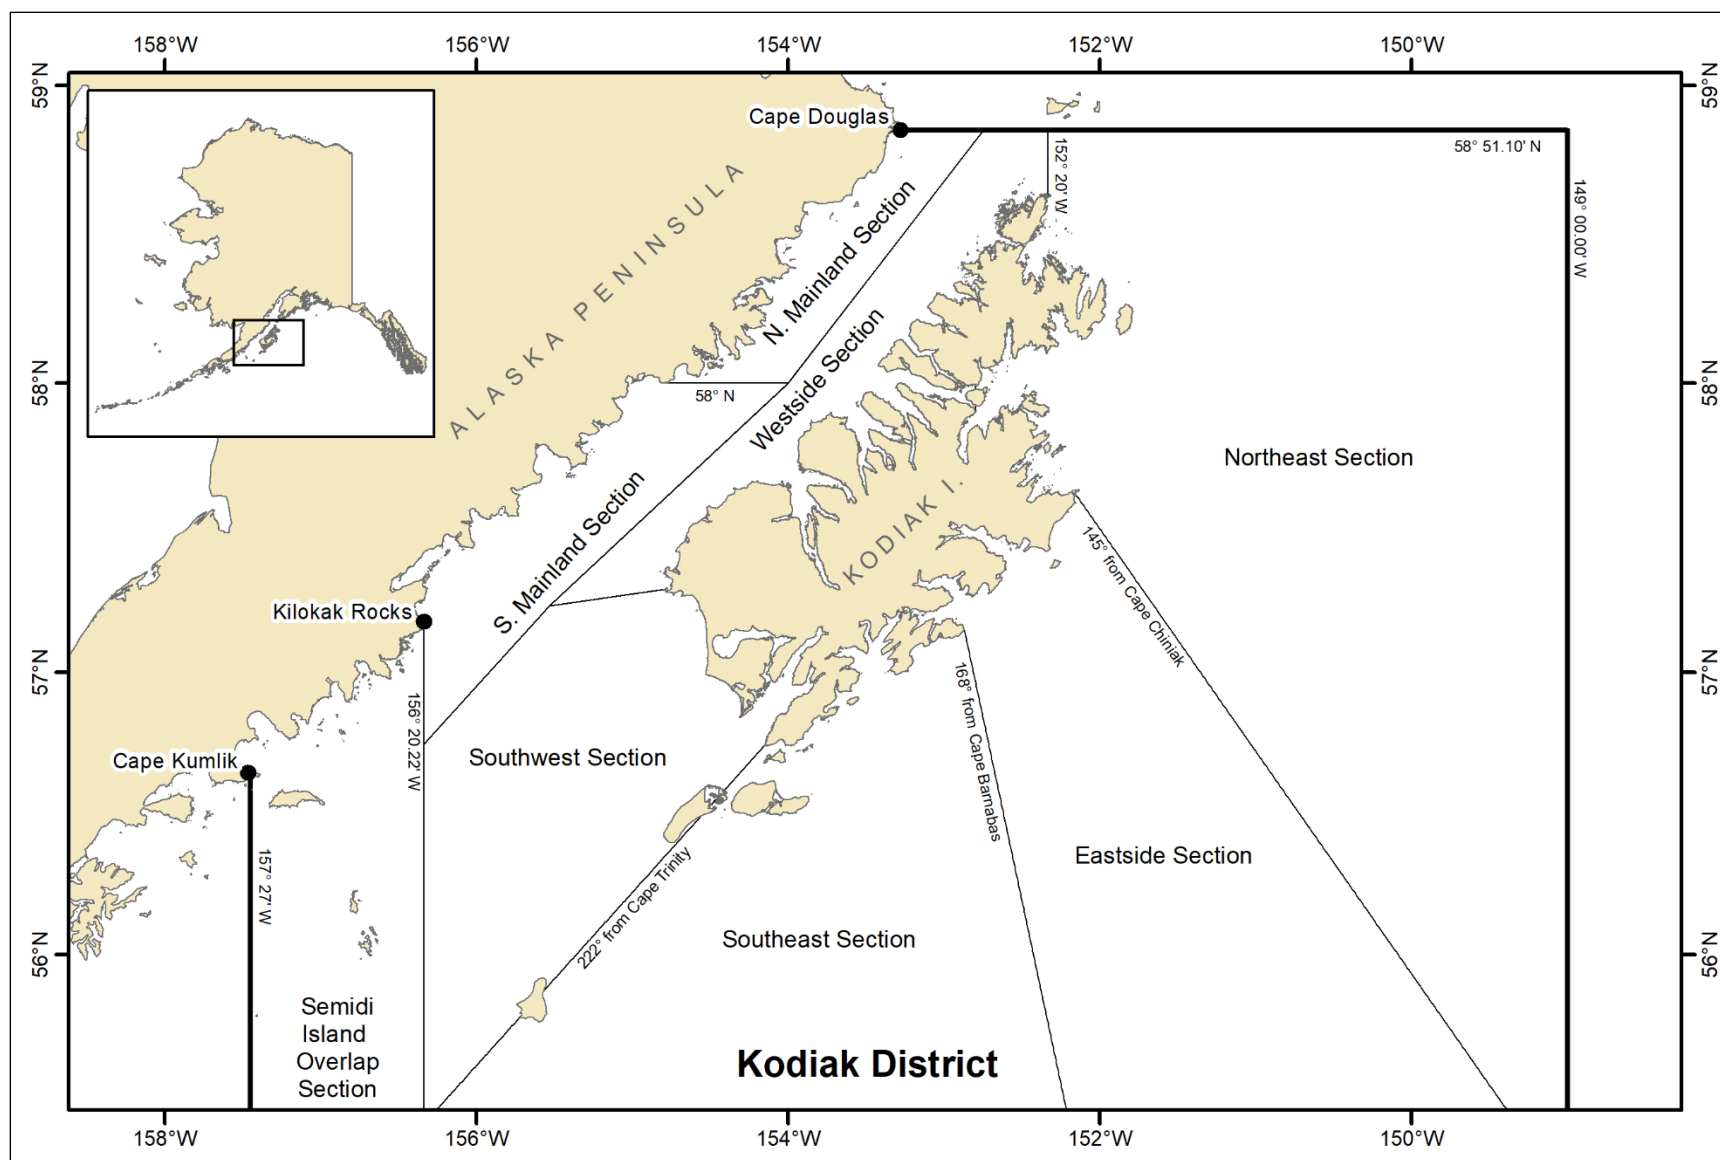 158°W
156°W
154°W
152°W
150°W
59°N
59°N
Cape Douglas
58° 51.10' N
152° 20' W
149° 00.00' W
ALASKA PENINSULA
N. Mainland Section
Westside Section
58°N
58° N
58°N
Northeast Section
KODIAK I.
S. Mainland Section
145° from Cape Chiniak
Kilokak Rocks
57°N
57°N
156° 20.22' W
168° from Cape Barnabas
Southwest Section
Cape Kumlik
157° 27' W
222° from Cape Trinity
Eastside Section
Southeast Section
56°N
56°N
Semidi
Island
Overlap
Section
Kodiak District
158°W
156°W
154°W
152°W
150°W